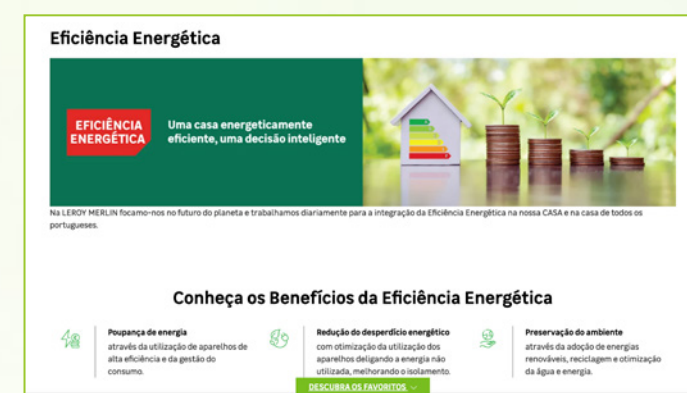 Eficiência Energética
EFICIÊNCIA
ENERGÉTICA
Uma casa energeticamente
eficiente, uma decisão inteligente
Na LEROY MERLIN focamo-nos no futuro do planeta e trabalhamos diariamente para a integração da Eficiência Energética na nossa CASA e na casa de todos os
portugueses.
Conheça os Benefícios da Eficiência Energética
Poupança de energia
através da utilização de aparelhos de
alta eficiência e da gestão do
consumo.
Redução do desperdício energético
com otimização da utilização dos
aparelhos deligando a energia não
utilizada, melhorando o isolamento.
Preservação do ambiente
através da adoção de energias
renováveis, reciclagem e otimização
da água e energia.
DESCUBRA OS FAVORITOS